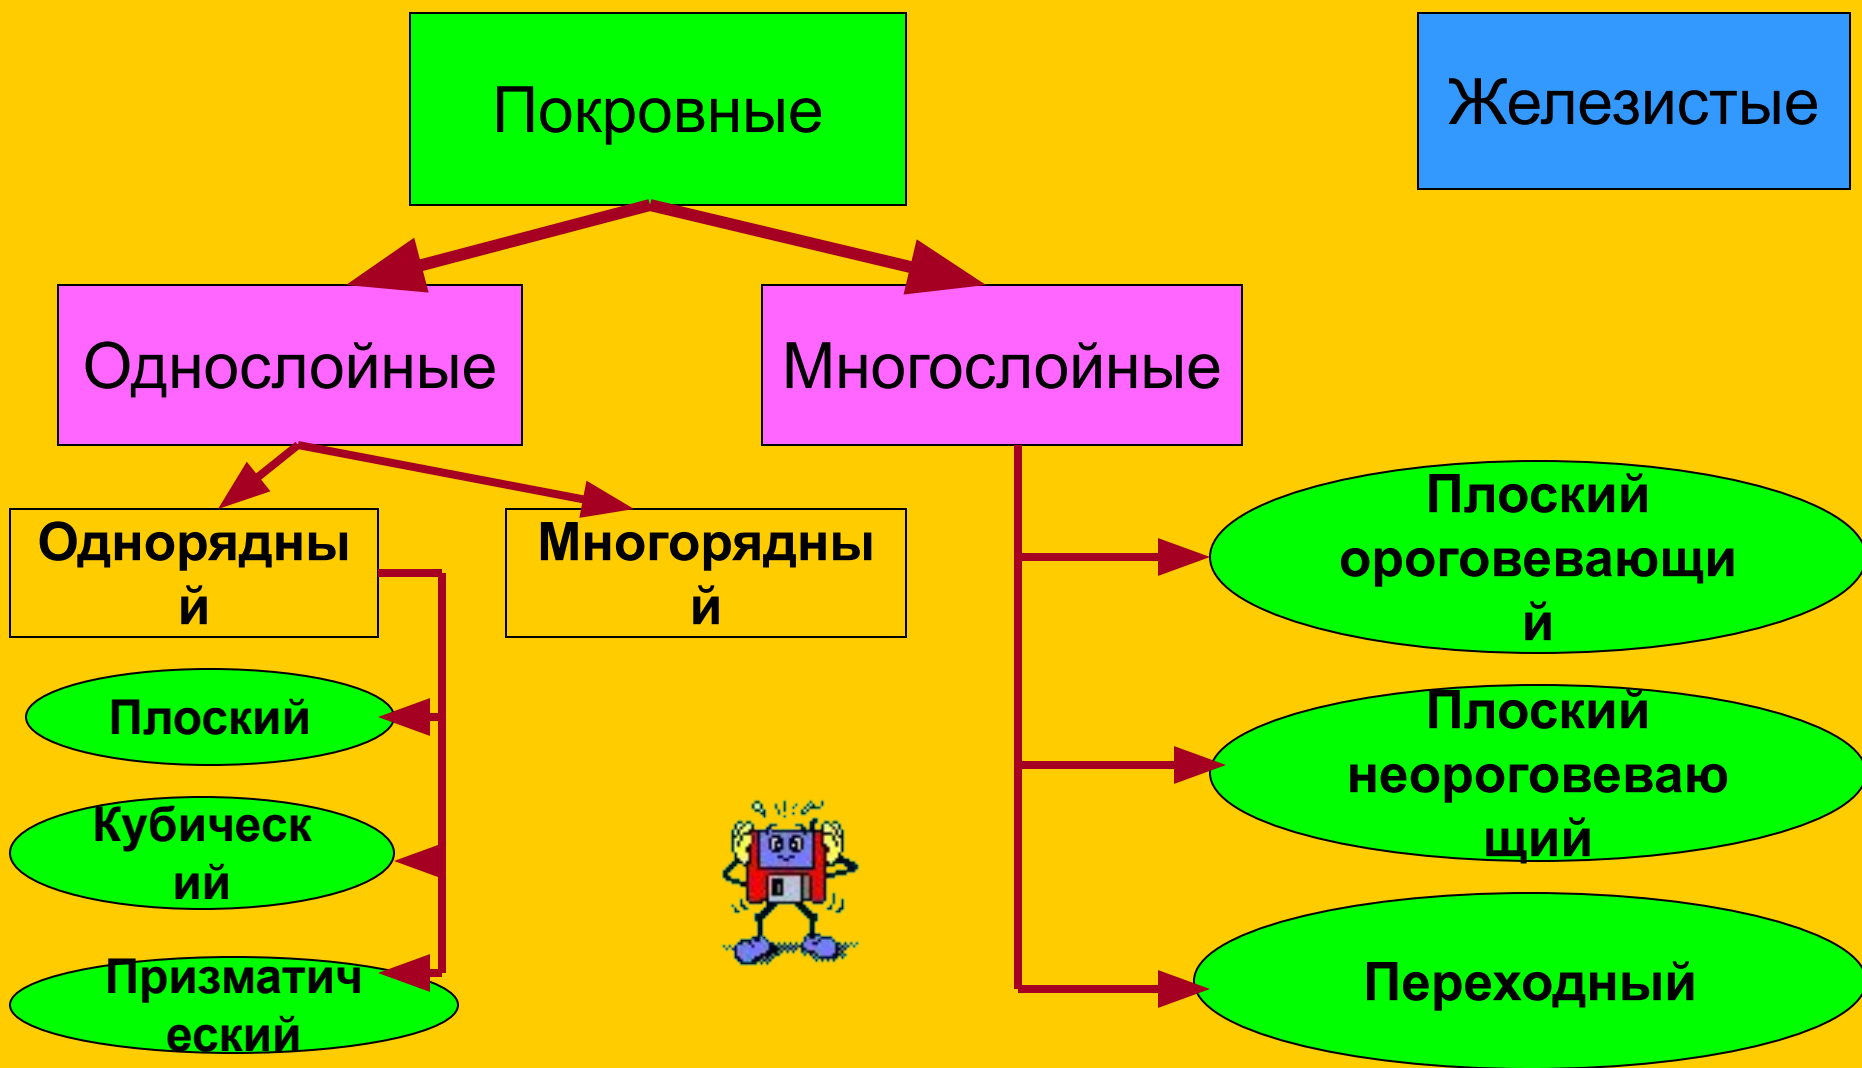 Покровные
Железистые
Однослойные
Многослойные
Однорядны
й
Многорядны
й
Плоский
Кубическ
ий
Призматич
еский
Плоский
ороговевающи
й
Плоский
неороговеваю
щий
Переходный